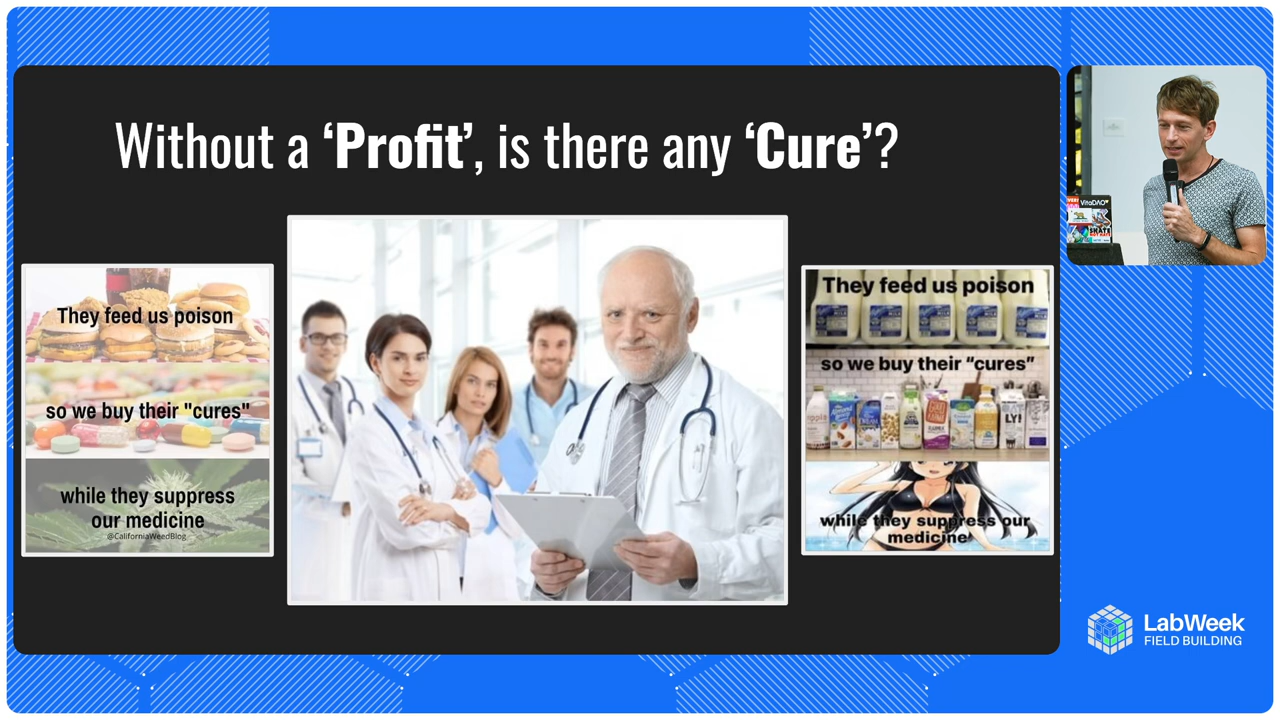 Without a ‘Profit’, is there any ‘Cure’?
They feed us poison
so we buy their "cures"
while they suppress
our medicine
@CaliforniaWeedBlog
They feed us poison
so we buy their “cures”
while they suppress our
medicine
VitaDAO
SKATE
LabWeek
FIELD BUILDING